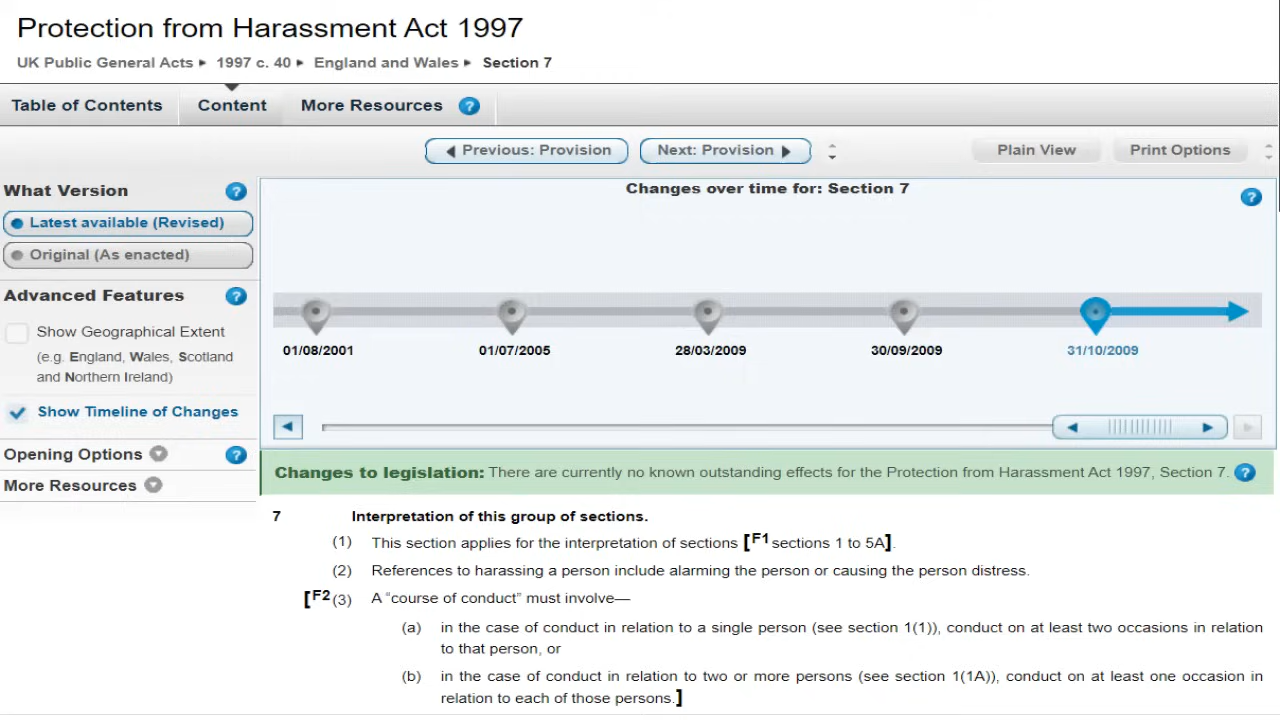 Protection from Harassment Act 1997
UK Public General Acts ▸ 1997 c. 40 ▸ England and Wales ▸ Section 7
Table of Contents
Content
More Resources
?
Previous: Provision
Next: Provision
Plain View
Print Options
What Version
?
Latest available (Revised)
Original (As enacted)
Advanced Features
?
Show Geographical Extent
(e.g. England, Wales, Scotland
and Northern Ireland)
Show Timeline of Changes
Opening Options
?
More Resources
Changes over time for: Section 7
?
01/08/2001
01/07/2005
28/03/2009
30/09/2009
31/10/2009
Changes to legislation: There are currently no known outstanding effects for the Protection from Harassment Act 1997, Section 7. ?
7 Interpretation of this group of sections.
(1) This section applies for the interpretation of sections [F1 sections 1 to 5A].
(2) References to harassing a person include alarming the person or causing the person distress.
[F2 (3) A “course of conduct” must involve—
(a) in the case of conduct in relation to a single person (see section 1(1)), conduct on at least two occasions in relation
to that person, or
(b) in the case of conduct in relation to two or more persons (see section 1(1A)), conduct on at least one occasion in
relation to each of those persons.]